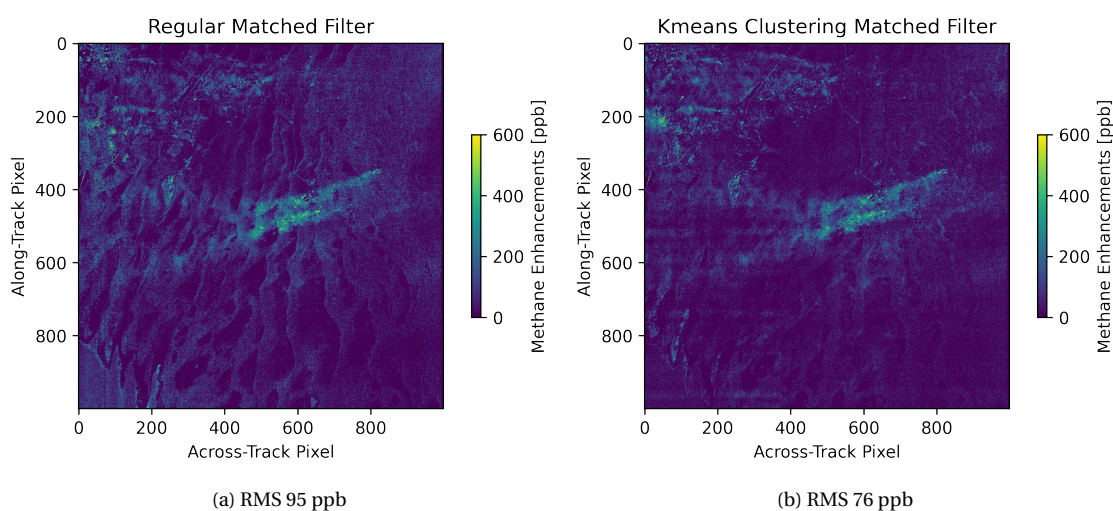 Regular Matched Filter
0
200
400
600
800
Along-Track Pixel
0 200 400 600 800
Across-Track Pixel
600
400
200
0
Methane Enhancements [ppb]
(a) RMS 95 ppb
Kmeans Clustering Matched Filter
0
200
400
600
800
Along-Track Pixel
0 200 400 600 800
Across-Track Pixel
600
400
200
0
Methane Enhancements [ppb]
(b) RMS 76 ppb